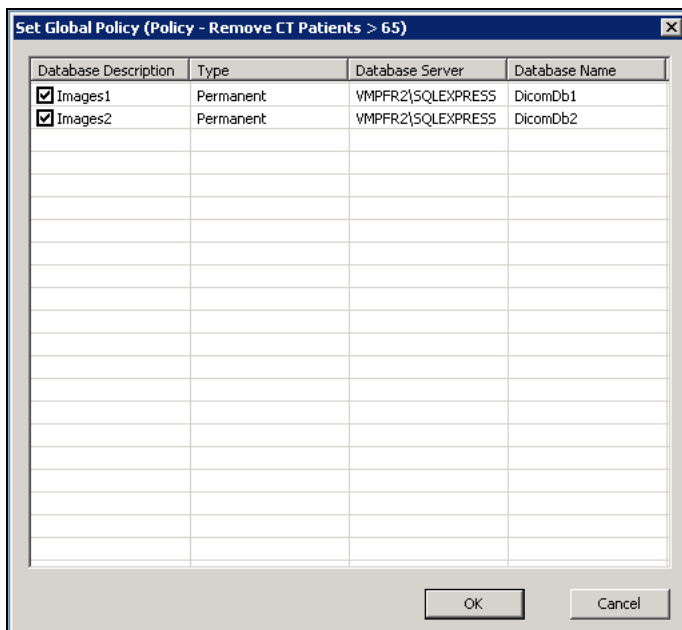 Set Global Policy (Policy - Remove CT Patients > 65)
Database Description Type Database Server Database Name
Images1 Permanent VMPFR2\SQLEXPRESS DicomDb1
Images2 Permanent VMPFR2\SQLEXPRESS DicomDb2
OK Cancel